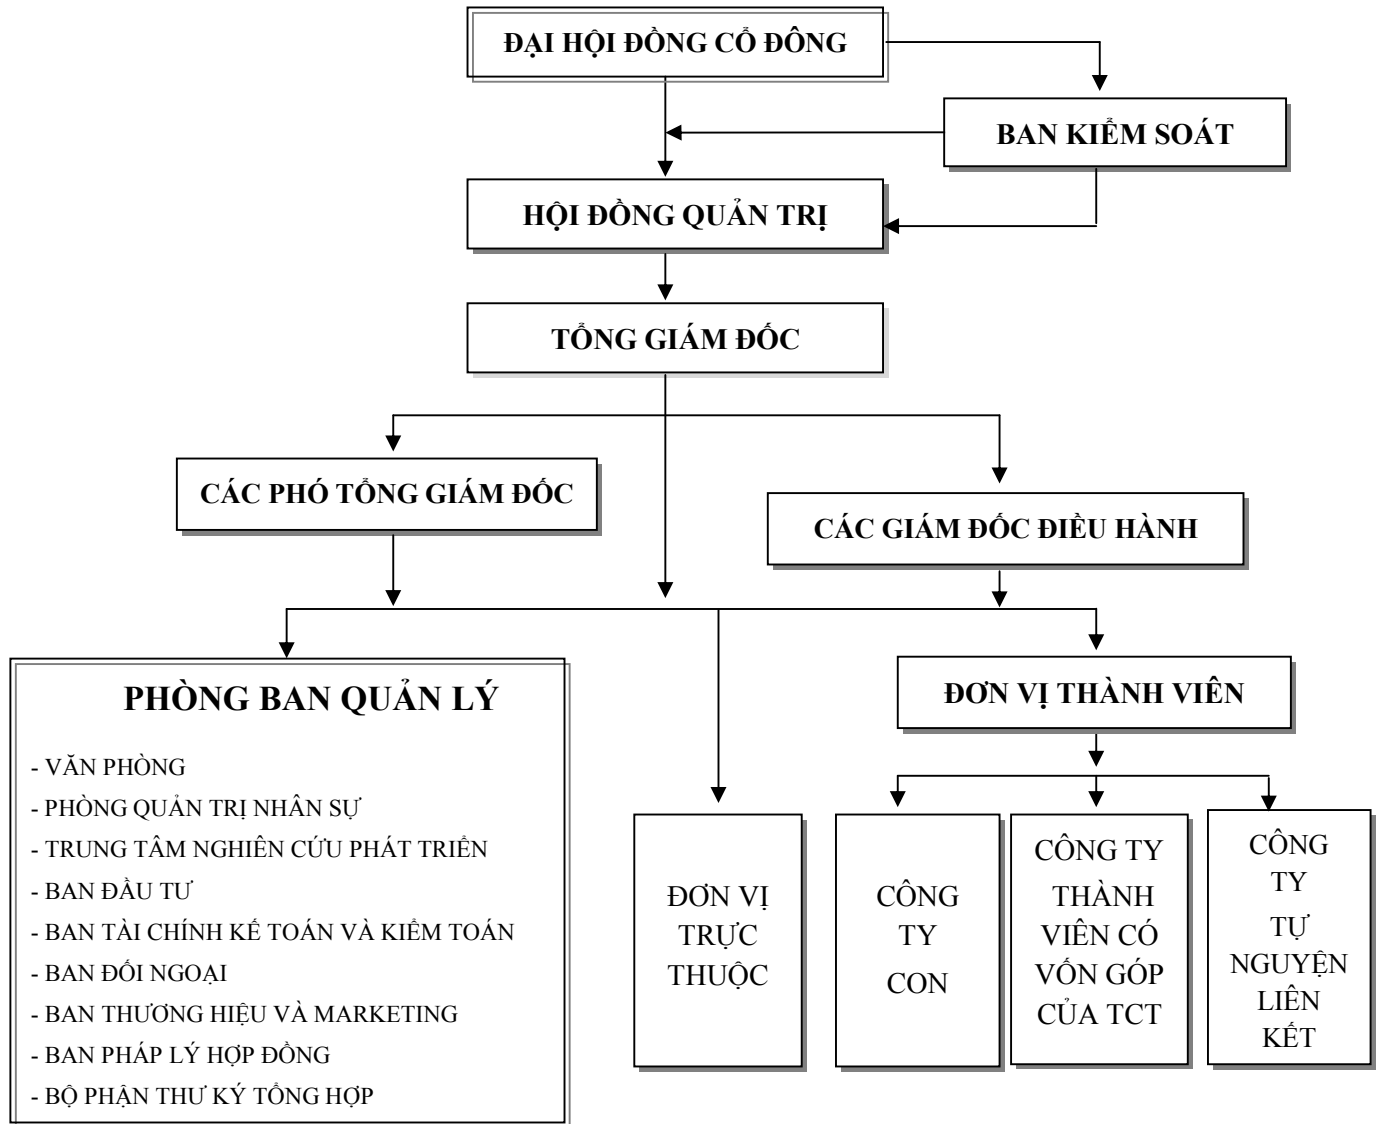 ĐẠI HỘI ĐỒNG CỔ ĐÔNG
BAN KIỂM SOÁT
HỘI ĐỒNG QUẢN TRỊ
TỔNG GIÁM ĐỐC
CÁC PHÓ TỔNG GIÁM ĐỐC
CÁC GIÁM ĐỐC ĐIỀU HÀNH
PHÒNG BAN QUẢN LÝ
- VĂN PHÒNG
- PHÒNG QUẢN TRỊ NHÂN SỰ
- TRUNG TÂM NGHIÊN CỨU PHÁT TRIỂN
- BAN ĐẦU TƯ
- BAN TÀI CHÍNH KẾ TOÁN VÀ KIỂM TOÁN
- BAN ĐỐI NGOẠI
- BAN THƯƠNG HIỆU VÀ MARKETING
- BAN PHÁP LÝ HỢP ĐỒNG
- BỘ PHẬN THƯ KÝ TỔNG HỢP
ĐƠN VỊ THÀNH VIÊN
ĐƠN VỊ
TRỰC
THUỘC
CÔNG
TY
CON
CÔNG TY
THÀNH
VIÊN CÓ
VỐN GÓP
CỦA TCT
CÔNG
TY
TỰ
NGUYỆN
LIÊN
KẾT